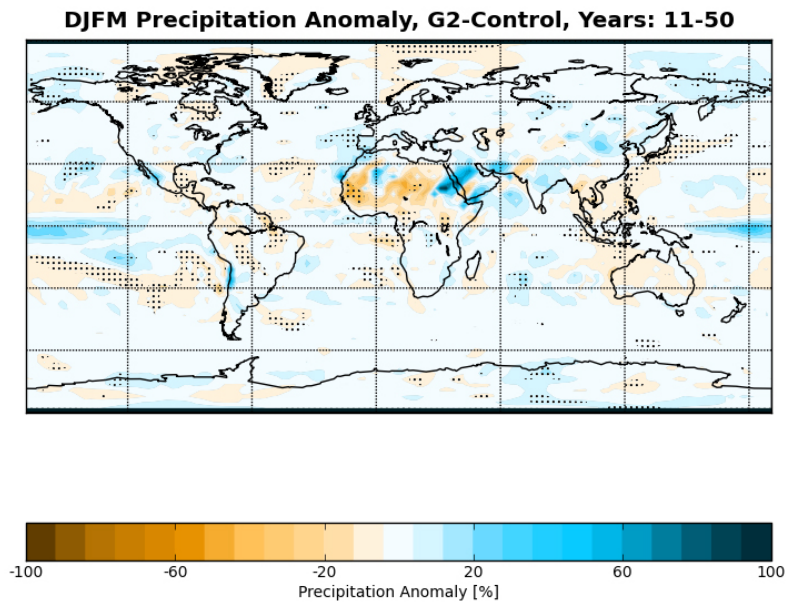 DJFM Precipitation Anomaly, G2-Control, Years: 11-50
-100 -60 -20 20 60 100
Precipitation Anomaly [%]